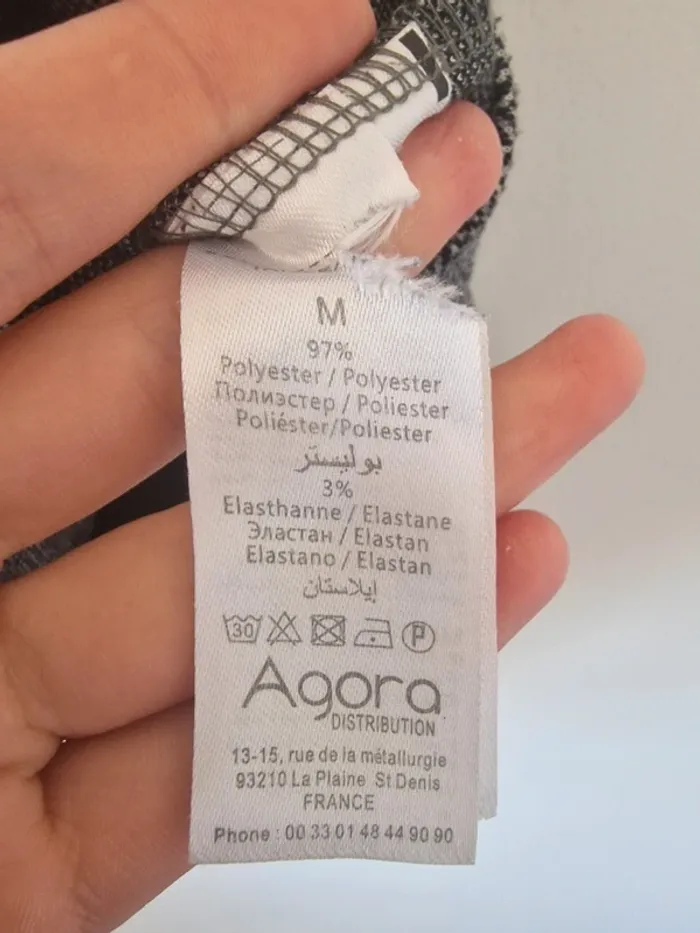 M
97%
Polyester / Polyester
Полиэстер / Poliester
Poliéster/Poliester
بوليستر
3%
Elasthanne / Elastane
Эластан / Elastan
Elastano / Elastan
إيلاستان
30 P
Agora
DISTRIBUTION
13-15, rue de la métallurgie
93210 La Plaine St Denis
FRANCE
Phone : 00 33 01 48 44 90 90